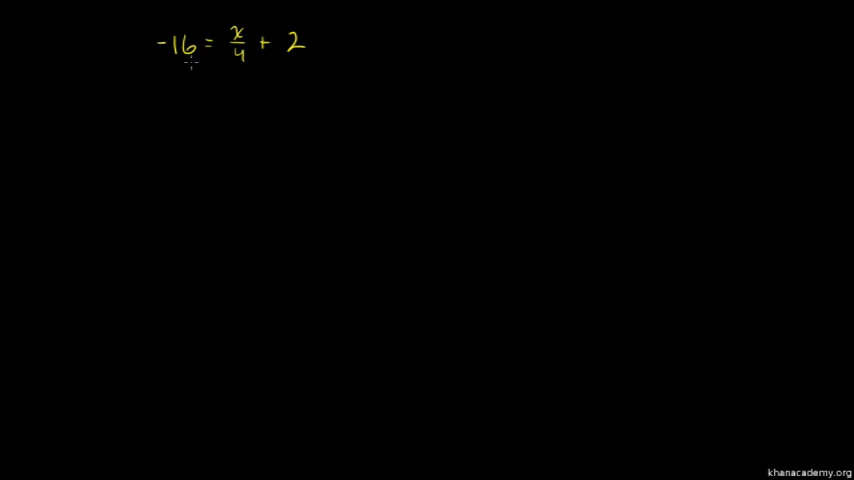 -16 = x/4 + 2
khanacademy.org